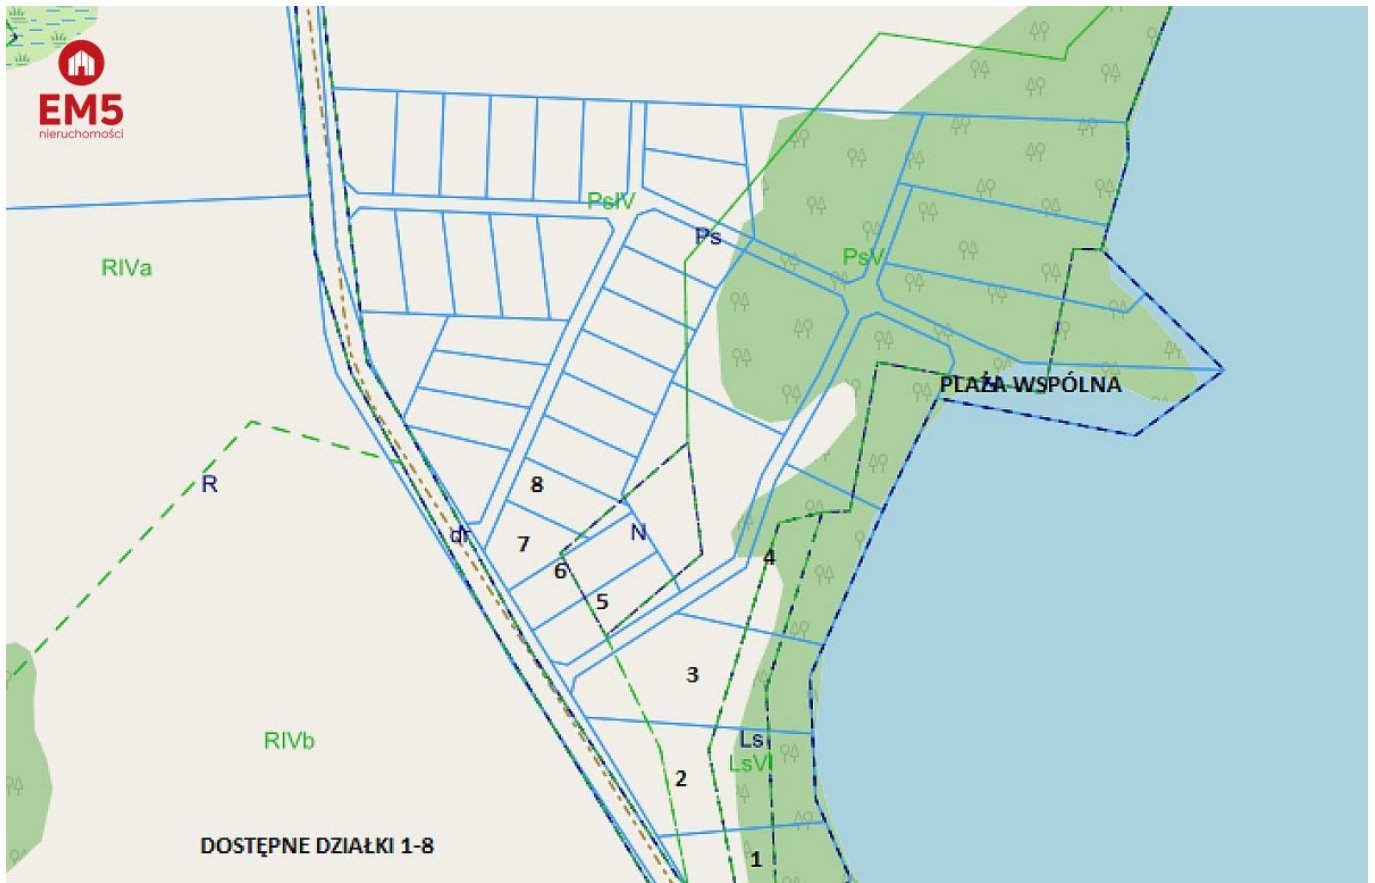 EM5
nieruchomości
PsIV
Ps
PsV
RIVa
PLAŻA WSPÓLNA
R
8
dr
7
N
6
4
5
3
Ls
LsVI
RIVb
2
DOSTĘPNE DZIAŁKI 1-8
1